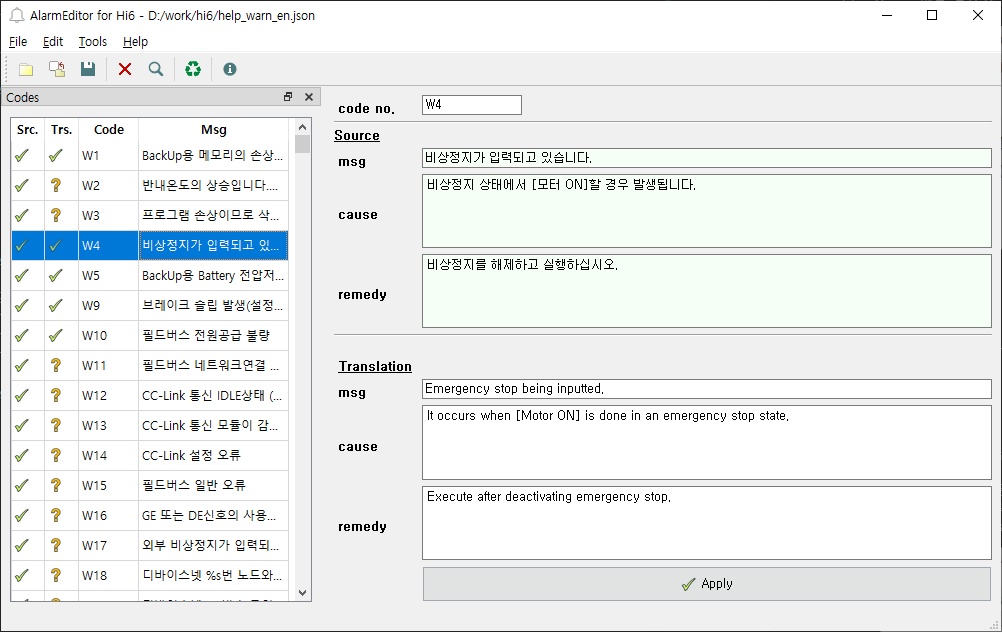 AlarmEditor for Hi6 - D:/work/hi6/help_warn_en.json
File Edit Tools Help
Codes
Src. Trs. Code Msg
W1 BackUp용 메모리의 손상...
W2 반내온도의 상승입니다....
W3 프로그램 손상이므로 삭...
W4 비상정지가 입력되고 있...
W5 BackUp용 Battery 전압저...
W9 브레이크 슬립 발생(설정...
W10 필드버스 전원공급 불량
W11 필드버스 네트워크연결 ...
W12 CC-Link 통신 IDLE상태 (...
W13 CC-Link 통신 모듈이 감...
W14 CC-Link 설정 오류
W15 필드버스 일반 오류
W16 GE 또는 DE신호의 사용...
W17 외부 비상정지가 입력되...
W18 디바이스넷 %s번 노드와...
code no. W4
Source
msg 비상정지가 입력되고 있습니다.
cause 비상정지 상태에서 [모터 ON]할 경우 발생됩니다.
remedy 비상정지를 해제하고 실행하십시오.
Translation
msg Emergency stop being inputted.
cause It occurs when [Motor ON] is done in an emergency stop state.
remedy Execute after deactivating emergency stop.
Apply